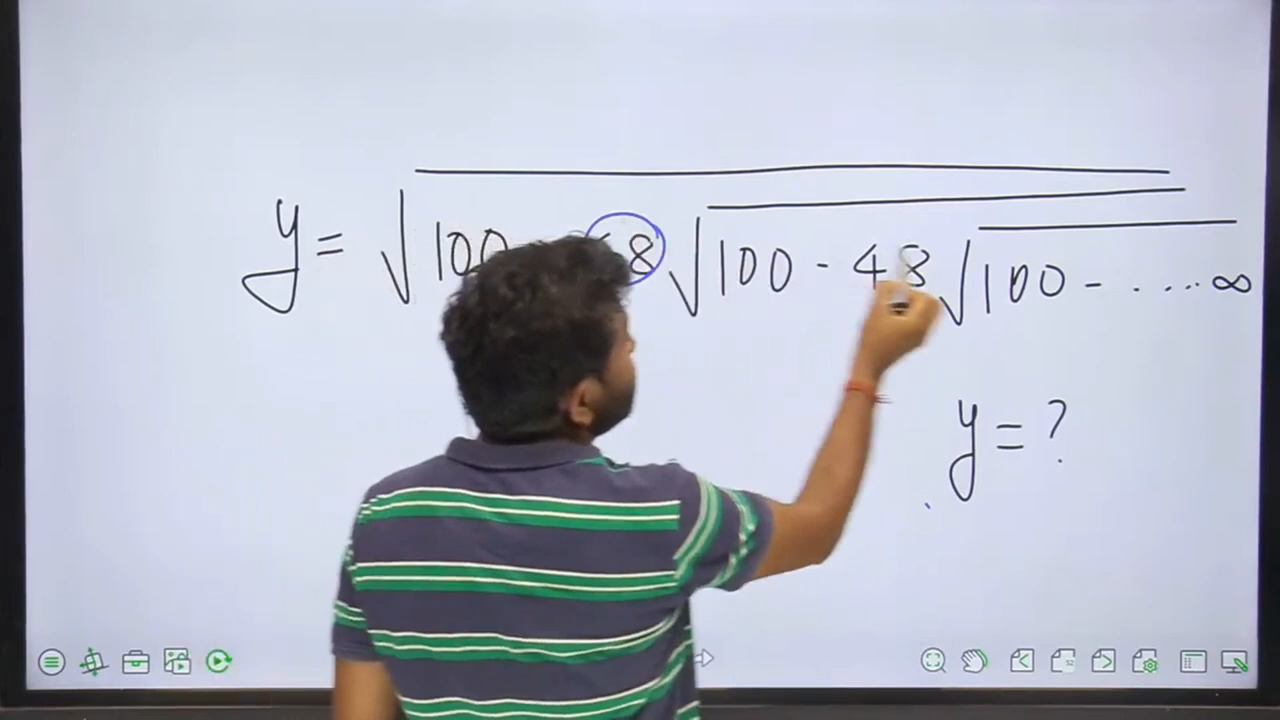 y = √100 - 48√100 - 48√100 - ....∞
y = ?